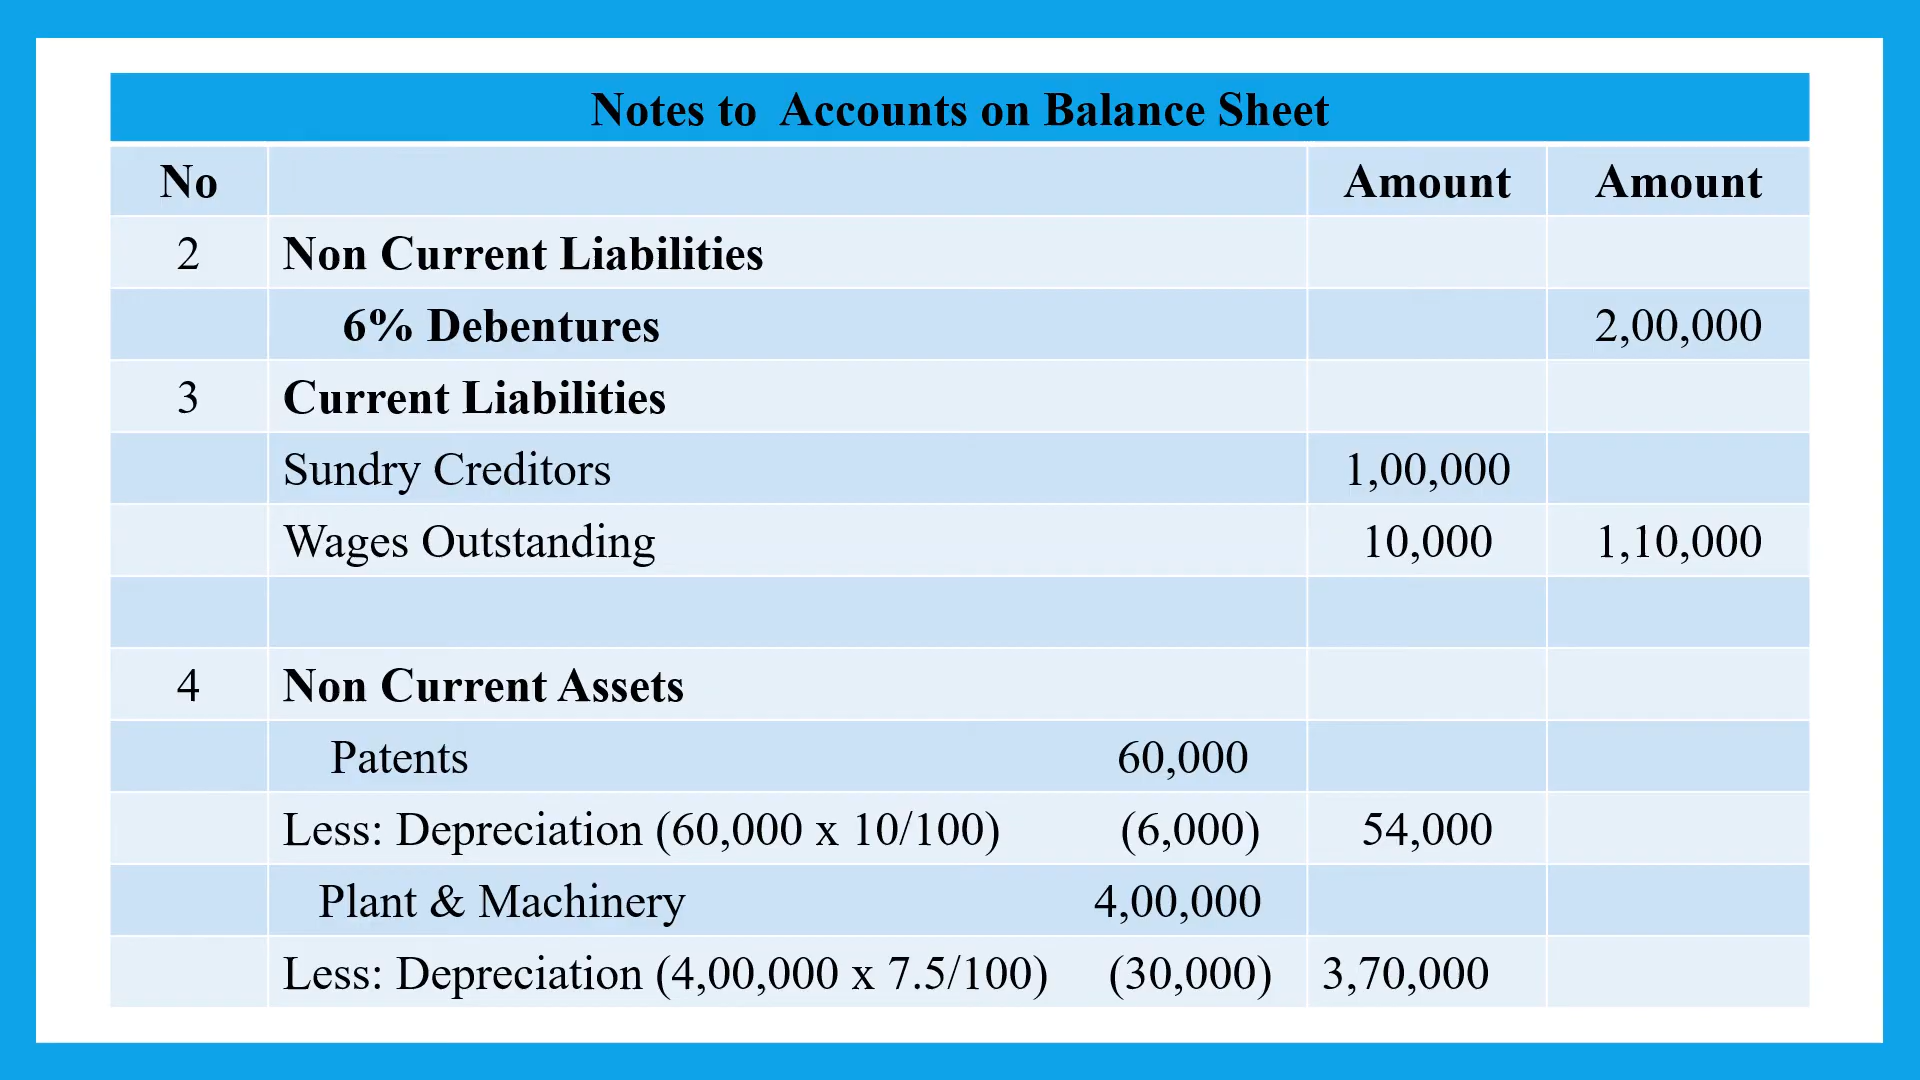 Notes to Accounts on Balance Sheet
No Amount Amount
2 Non Current Liabilities
6% Debentures 2,00,000
3 Current Liabilities
Sundry Creditors 1,00,000
Wages Outstanding 10,000 1,10,000
4 Non Current Assets
Patents 60,000
Less: Depreciation (60,000 x 10/100) (6,000) 54,000
Plant & Machinery 4,00,000
Less: Depreciation (4,00,000 x 7.5/100) (30,000) 3,70,000